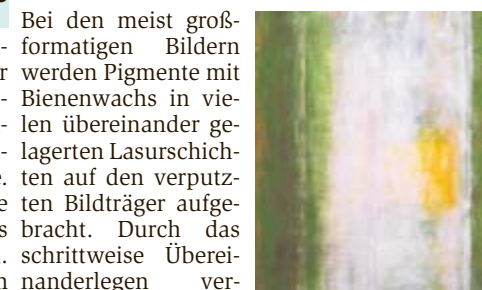 Bei den meist groß-
formatigen Bildern
werden Pigmente mit
Bienenwachs in vie-
len übereinander ge-
lagerten Lasurschich-
ten auf den verputz-
ten Bildträger aufge-
bracht. Durch das
schrittweise Überei-
nanderlegen ver-